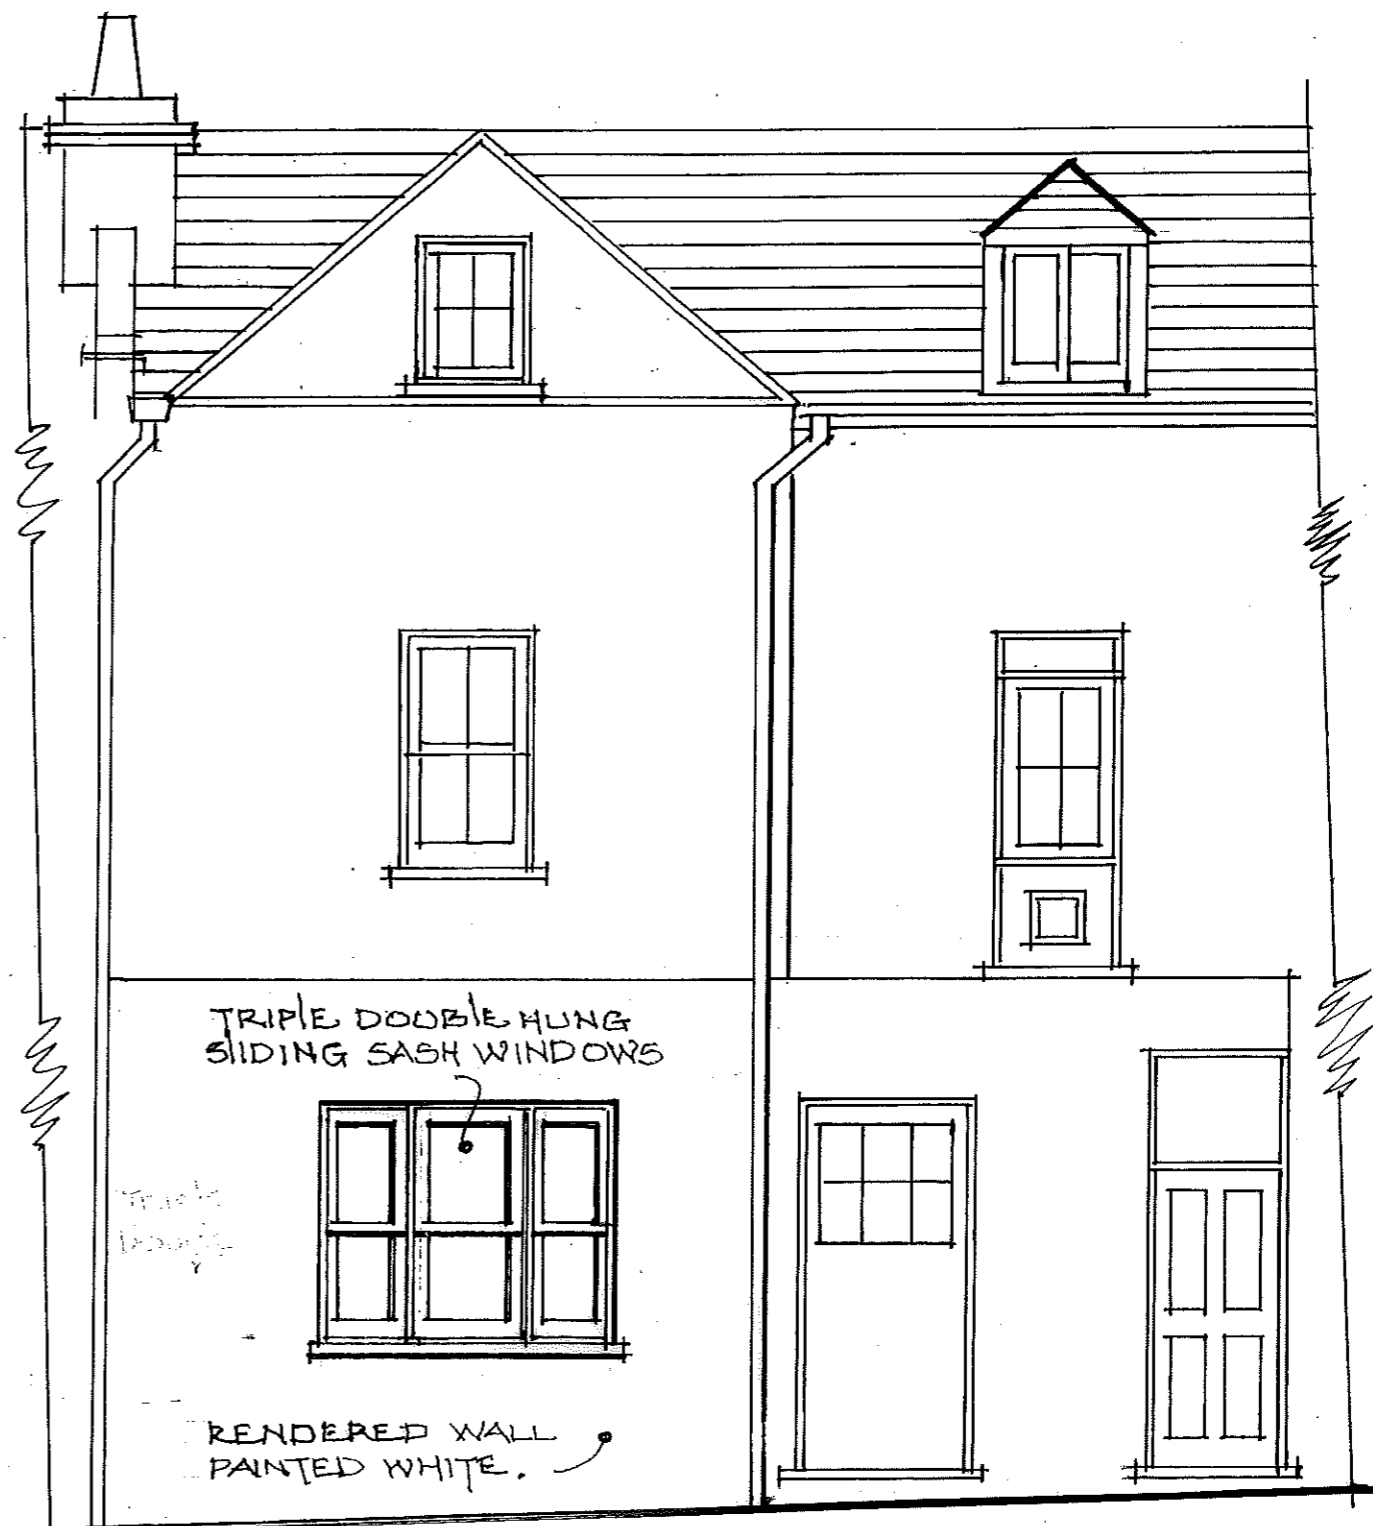 TRIPLE DOUBLE HUNG
SLIDING SASH WINDOWS
RENDERED WALL
PAINTED WHITE.